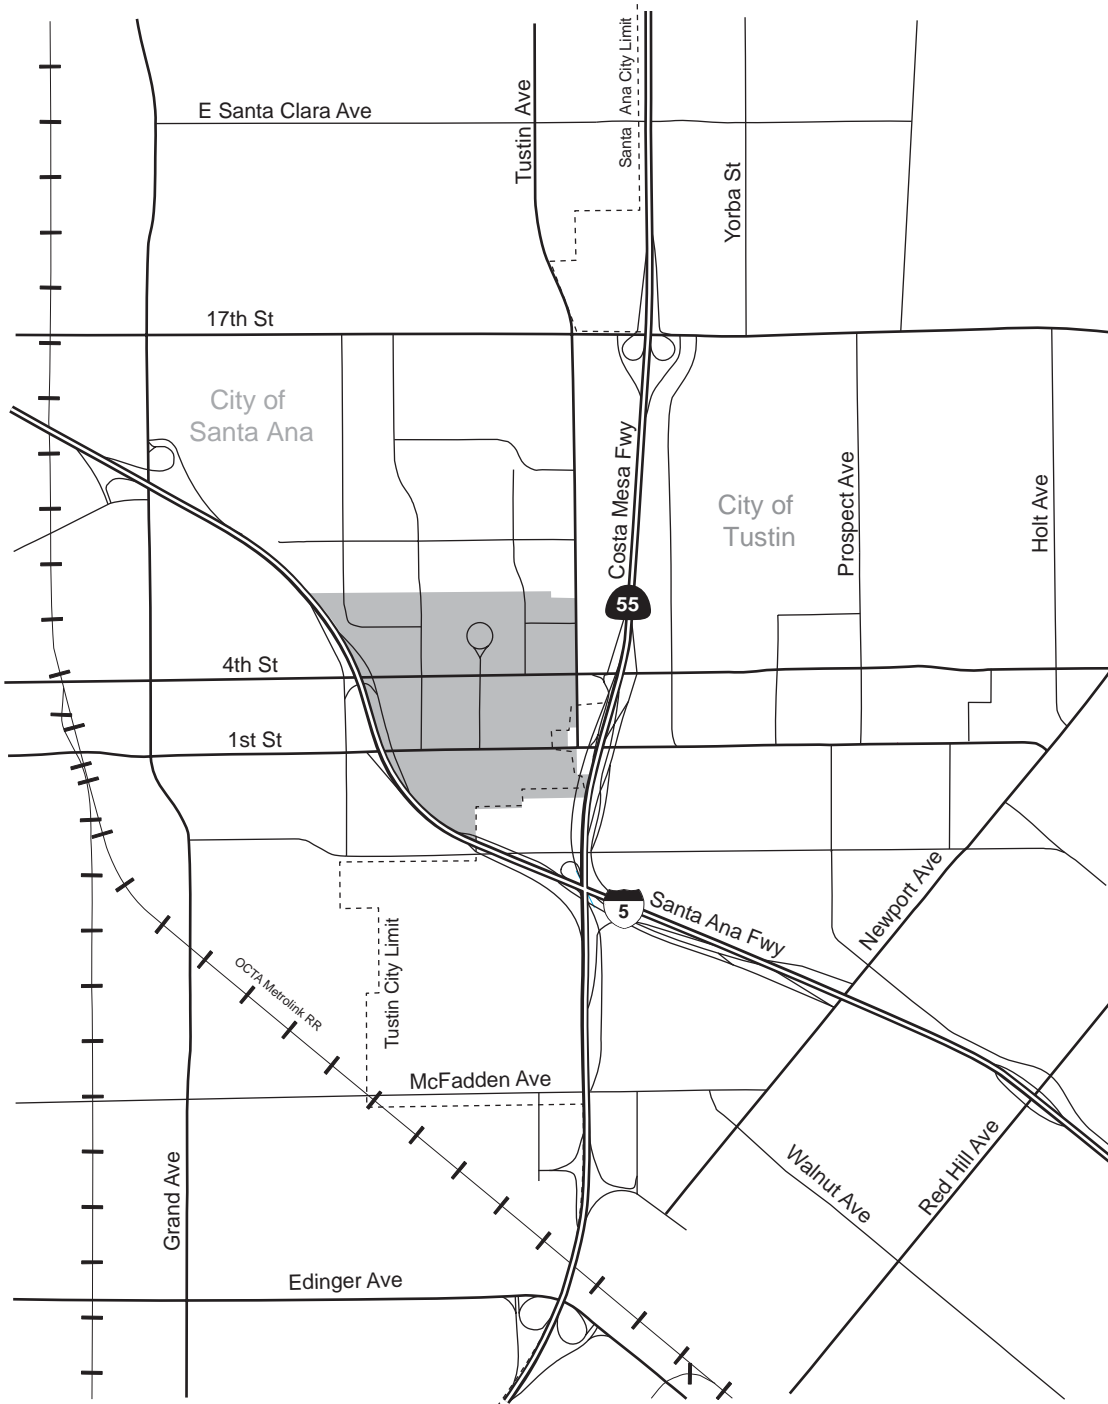 Santa Ana City Limit
E Santa Clara Ave
Tustin Ave
Yorba St
17th St
City of
Santa Ana
Costa Mesa Fwy
City of
Tustin
Prospect Ave
Holt Ave
55
4th St
1st St
Newport Ave
5
Santa Ana Fwy
Tustin City Limit
OCTA Metrolink RR
McFadden Ave
Grand Ave
Walnut Ave
Red Hill Ave
Edinger Ave